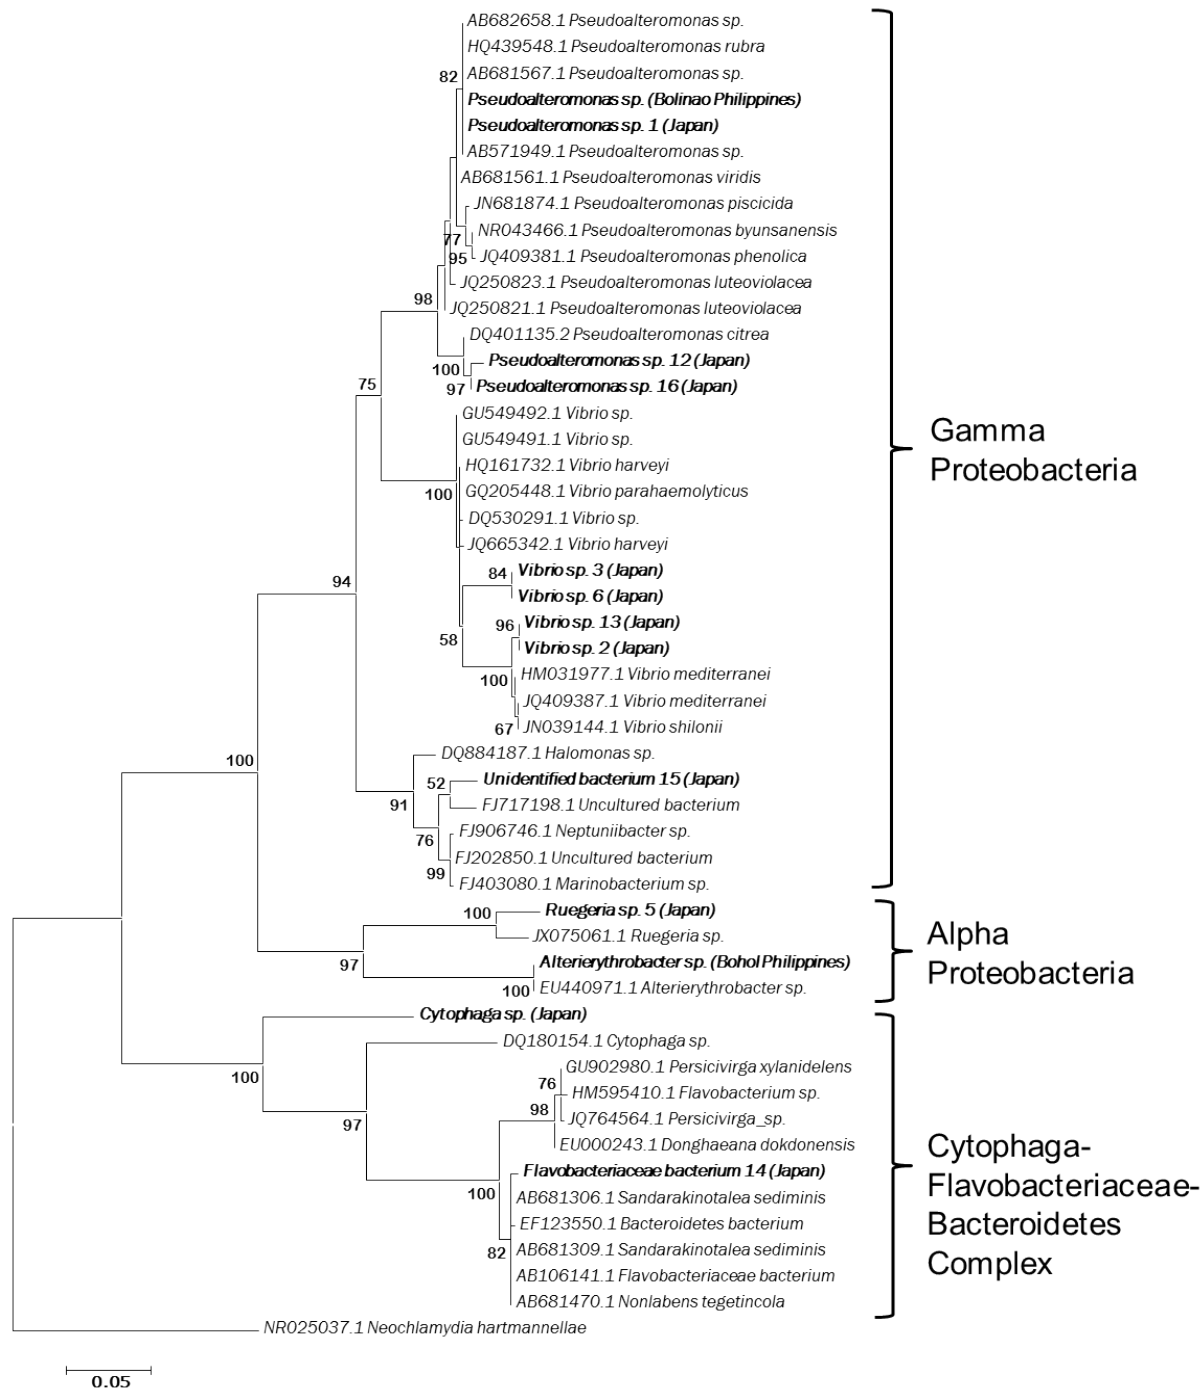 AB682658.1 Pseudoalteromonas sp.
HQ439548.1 Pseudoalteromonas rubra
AB681567.1 Pseudoalteromonas sp.
82
Pseudoalteromonas sp. (Bolinao Philippines)
Pseudoalteromonas sp. 1 (Japan)
AB571949.1 Pseudoalteromonas sp.
AB681561.1 Pseudoalteromonas viridis
JN681874.1 Pseudoalteromonas piscicida
NR043466.1 Pseudoalteromonas byunsanensis
77
JQ409381.1 Pseudoalteromonas phenolica
95
JQ250823.1 Pseudoalteromonas luteoviolacea
98
JQ250821.1 Pseudoalteromonas luteoviolacea
DQ401135.2 Pseudoalteromonas citrea
Pseudoalteromonas sp. 12 (Japan)
100
75
97
Pseudoalteromonas sp. 16 (Japan)
GU549492.1 Vibrio sp.
GU549491.1 Vibrio sp.
HQ161732.1 Vibrio harveyi
GQ205448.1 Vibrio parahaemolyticus
100
DQ530291.1 Vibrio sp.
JQ665342.1 Vibrio harveyi
84
Vibrio sp. 3 (Japan)
94
Vibrio sp. 6 (Japan)
96
Vibrio sp. 13 (Japan)
58
Vibrio sp. 2 (Japan)
HM031977.1 Vibrio mediterranei
100
JQ409387.1 Vibrio mediterranei
67
JN039144.1 Vibrio shilonii
DQ884187.1 Halomonas sp.
100
52
Unidentified bacterium 15 (Japan)
91
FJ717198.1 Uncultured bacterium
FJ906746.1 Neptuniibacter sp.
76
FJ202850.1 Uncultured bacterium
99
FJ403080.1 Marinobacterium sp.
Gamma
Proteobacteria
100
Ruegeria sp. 5 (Japan)
JX075061.1 Ruegeria sp.
97
Alterierythrobacter sp. (Bohol Philippines)
100
EU440971.1 Alterierythrobacter sp.
Alpha
Proteobacteria
Cytophaga sp. (Japan)
DQ180154.1 Cytophaga sp.
GU902980.1 Persicivirga xylanidelens
100
76
HM595410.1 Flavobacterium sp.
98
JQ764564.1 Persicivirga_sp.
97
EU000243.1 Donghaeana dokdonensis
Flavobacteriaceae bacterium 14 (Japan)
100
AB681306.1 Sandarakinotalea sediminis
EF123550.1 Bacteroidetes bacterium
82
AB681309.1 Sandarakinotalea sediminis
AB106141.1 Flavobacteriaceae bacterium
AB681470.1 Nonlabens tegetincola
Cytophaga-
Flavobacteriaceae-
Bacteroidetes
Complex
NR025037.1 Neochlamydia hartmannellae
0.05